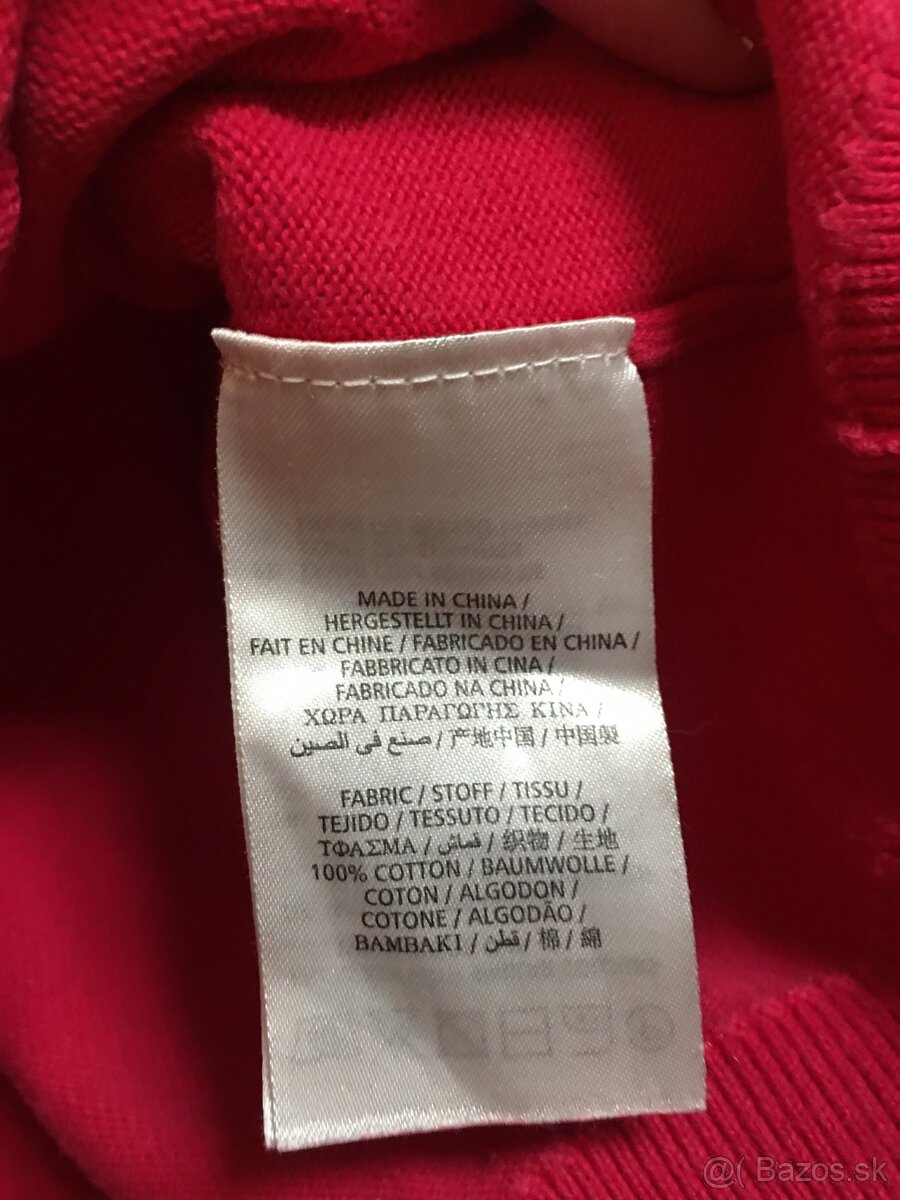 MADE IN CHINA /
HERGESTELLT IN CHINA /
FAIT EN CHINE / FABRICADO EN CHINA /
FABBRICATO IN CINA /
FABRICADO NA CHINA /
ΧΩΡΑ ΠΑΡΑΓΩΓΗΣ ΚΙΝΑ /
صنع في الصين / 产地中国 / 中国製
FABRIC / STOFF / TISSU /
TEJIDO / TESSUTO / TECIDO /
ΤΦΑΣΜΑ / قماش / 织物 / 生地
100% COTTON / BAUMWOLLE /
COTON / ALGODON /
COTONE / ALGODÃO /
ΒΑΜΒΑΚΙ / قطن / 棉 / 綿
@( Bazos.sk